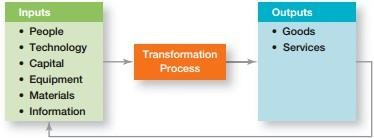 Inputs
• People
• Technology
• Capital
• Equipment
• Materials
• Information
Transformation
Process
Outputs
• Goods
• Services